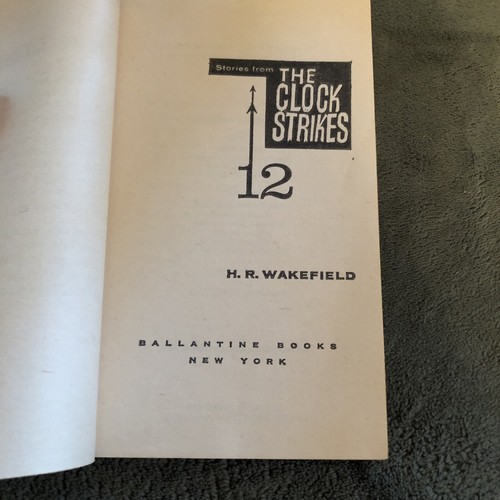 Stories from
THE
CLOCK
STRIKES
12
H. R. WAKEFIELD
BALLANTINE BOOKS
NEW YORK